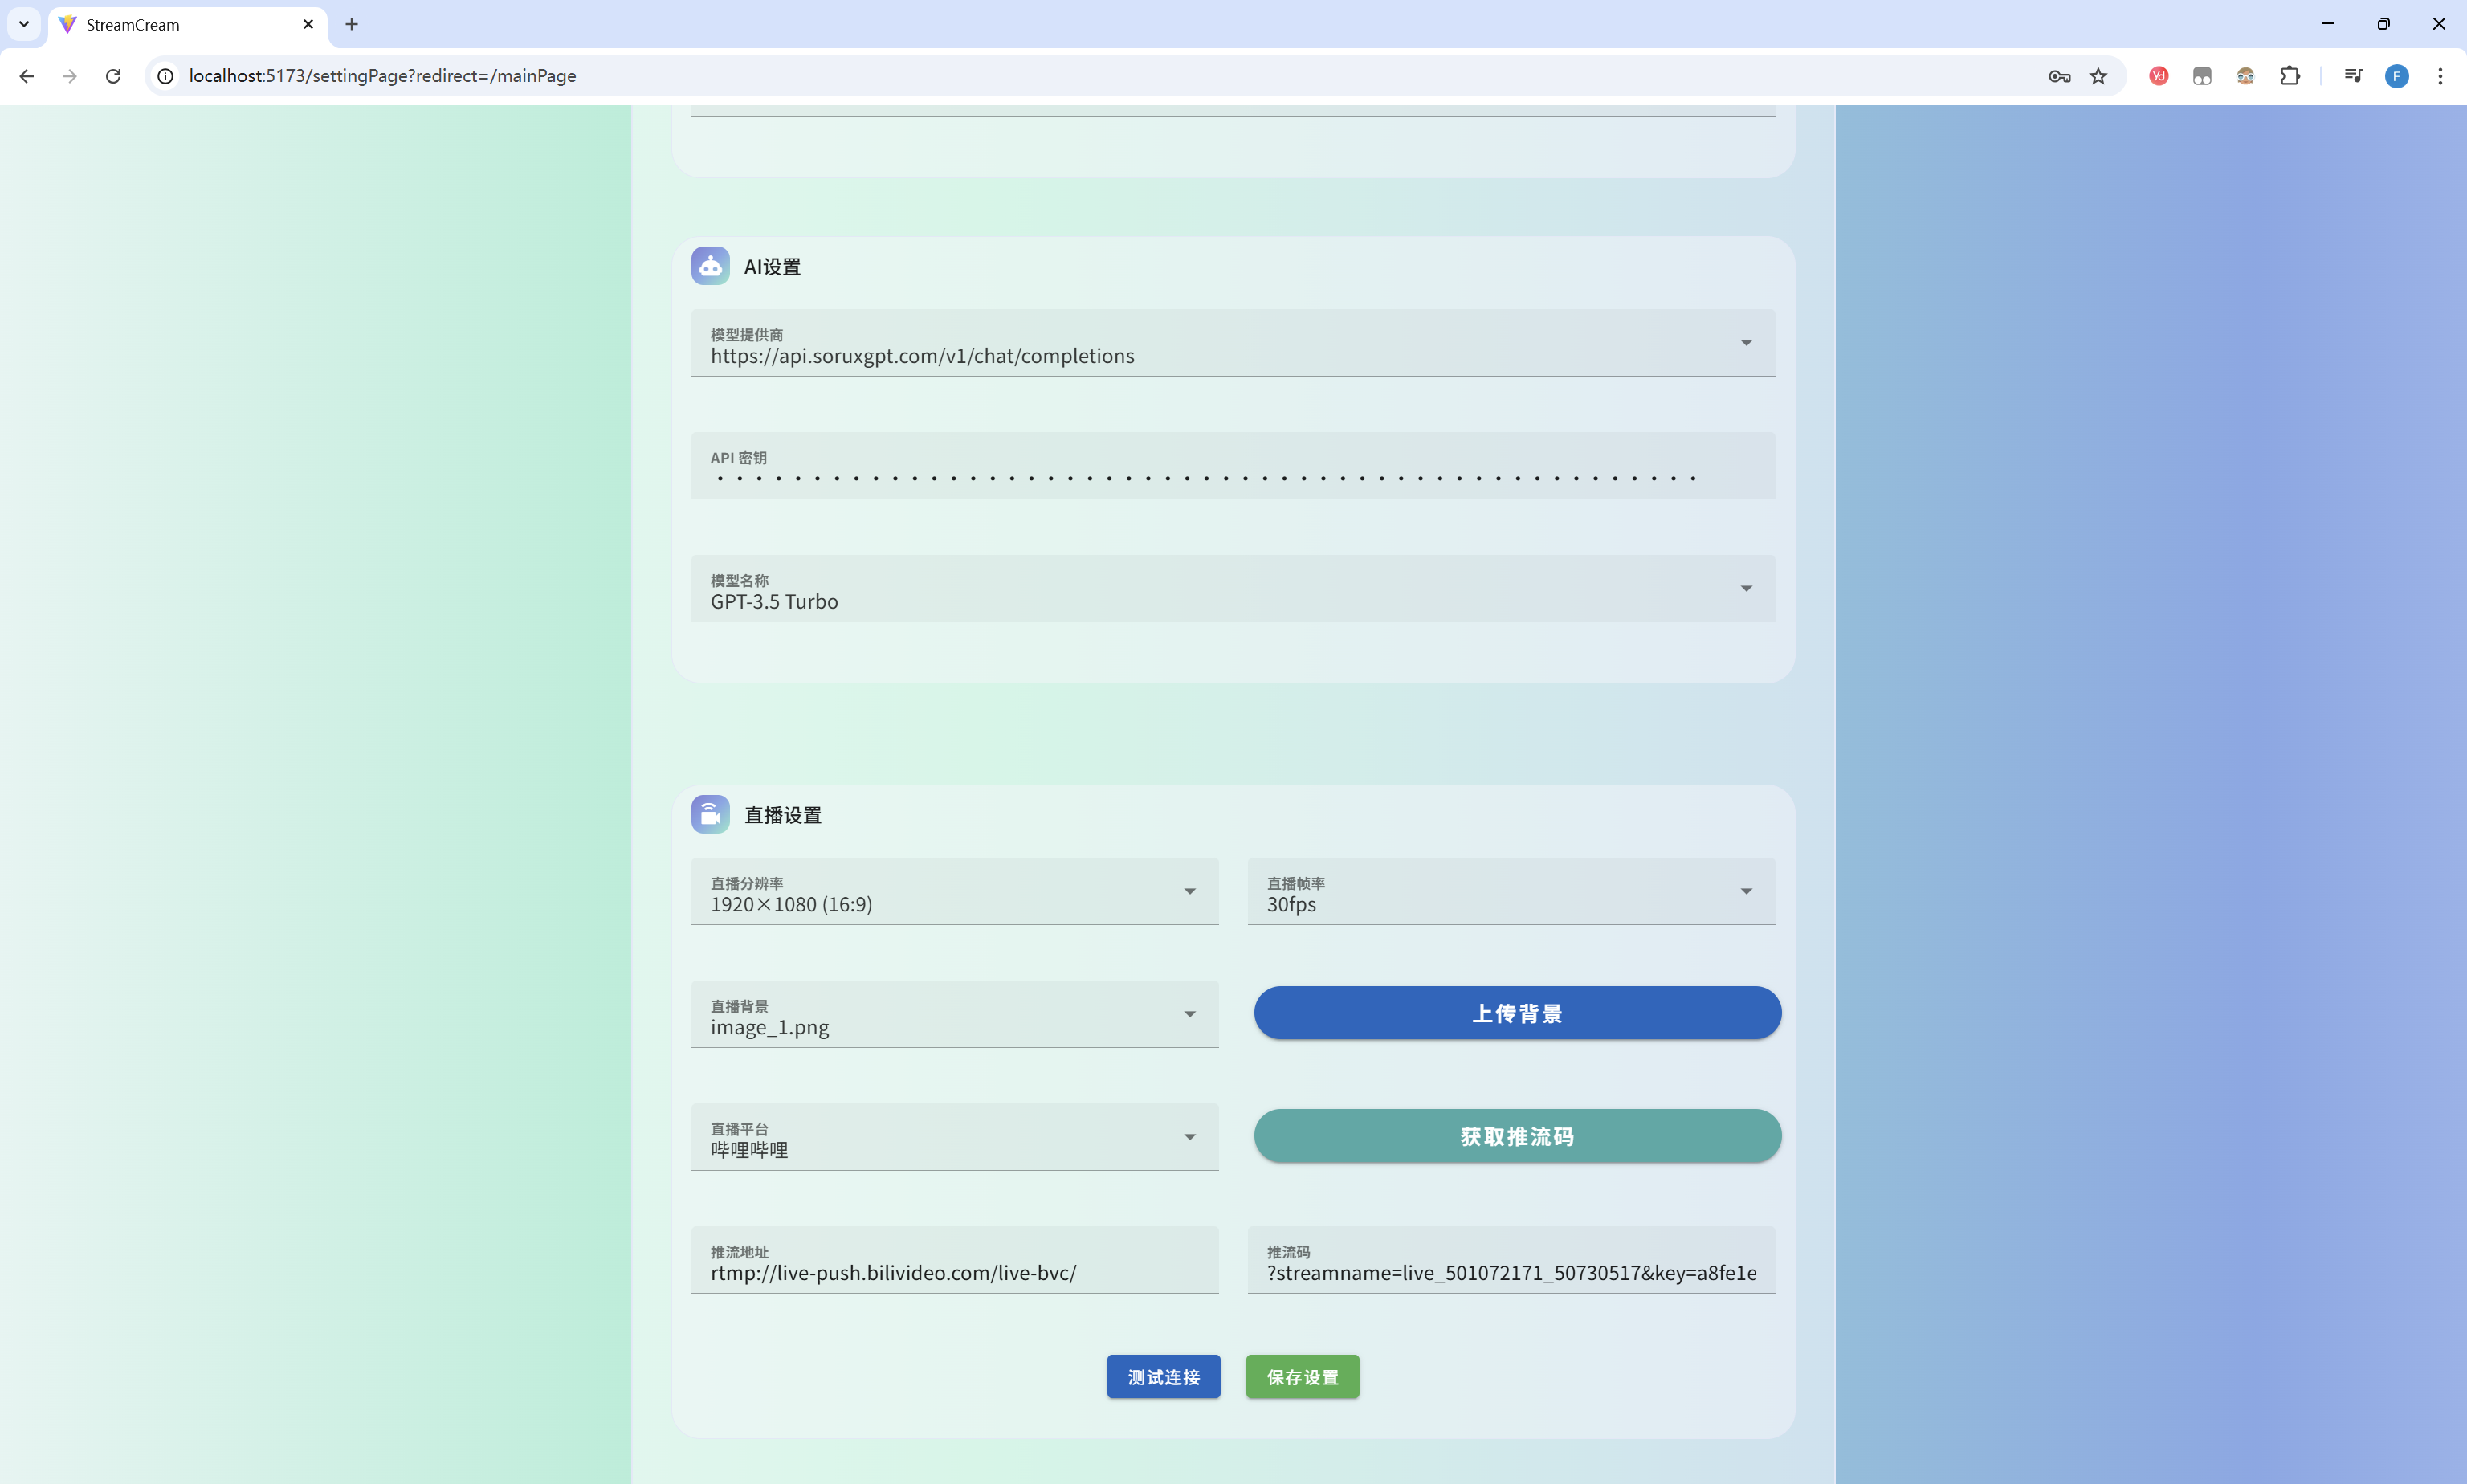 StreamCream
localhost:5173/settingPage?redirect=/mainPage
F
AI设置
模型提供商
https://api.soruxgpt.com/v1/chat/completions
API 密钥
模型名称
GPT-3.5 Turbo
直播设置
直播分辨率
1920×1080 (16:9)
直播帧率
30fps
直播背景
image_1.png
上传背景
直播平台
哔哩哔哩
获取推流码
推流地址
rtmp://live-push.bilivideo.com/live-bvc/
推流码
?streamname=live_501072171_50730517&key=a8fe1e
测试连接
保存设置